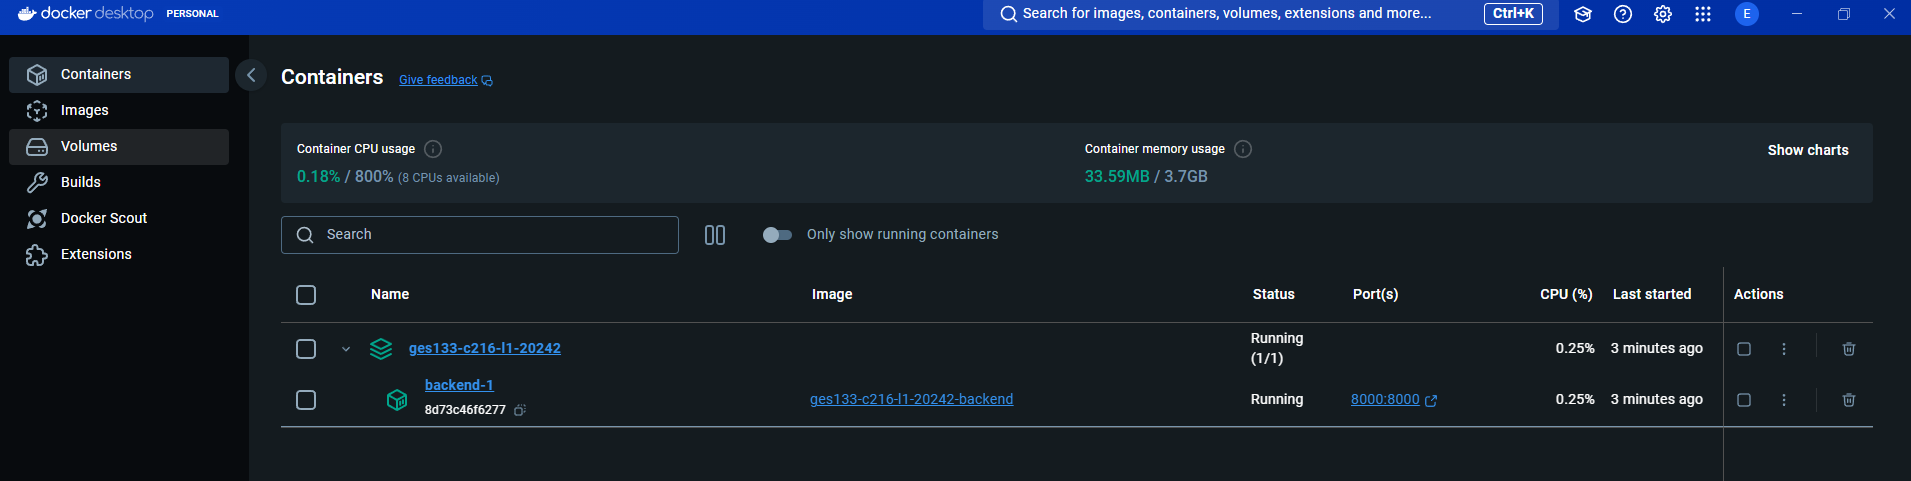 docker desktop PERSONAL
Search for images, containers, volumes, extensions and more... Ctrl+K
E
Containers
Images
Volumes
Builds
Docker Scout
Extensions
Containers Give feedback
Container CPU usage
0.18% / 800% (8 CPUs available)
Container memory usage
33.59MB / 3.7GB
Show charts
Search
Only show running containers
Name Image Status Port(s) CPU (%) Last started Actions
ges133-c216-l1-20242 Running (1/1) 0.25% 3 minutes ago
backend-1
8d73c46f6277 ges133-c216-l1-20242-backend Running 8000:8000 0.25% 3 minutes ago